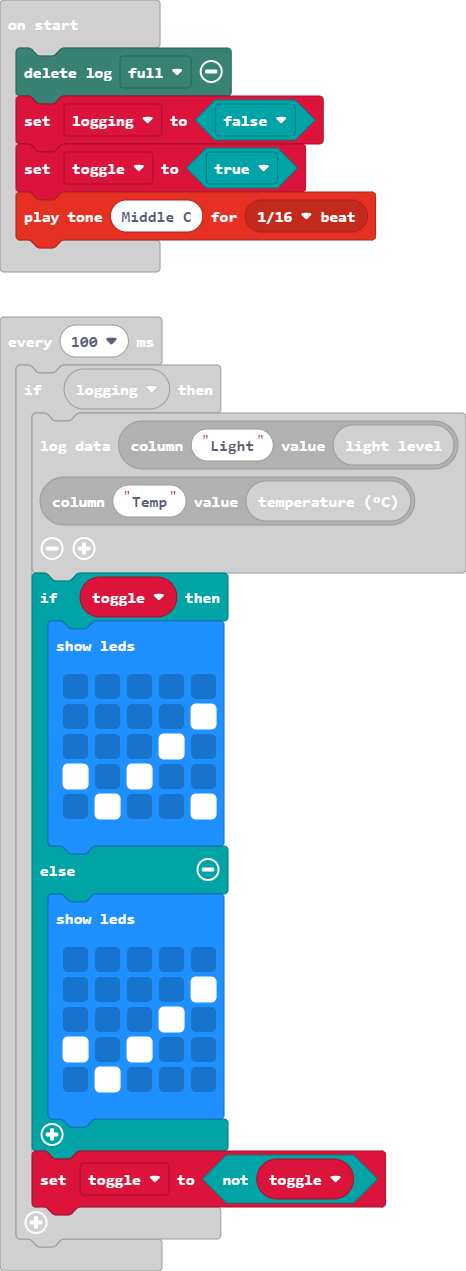 on start
delete log full
set logging to false
set toggle to true
play tone Middle C for 1/16 beat
every 100 ms
if logging then
log data column "Light" value light level
column "Temp" value temperature (°C)
if toggle then
show leds
else
show leds
set toggle to not toggle